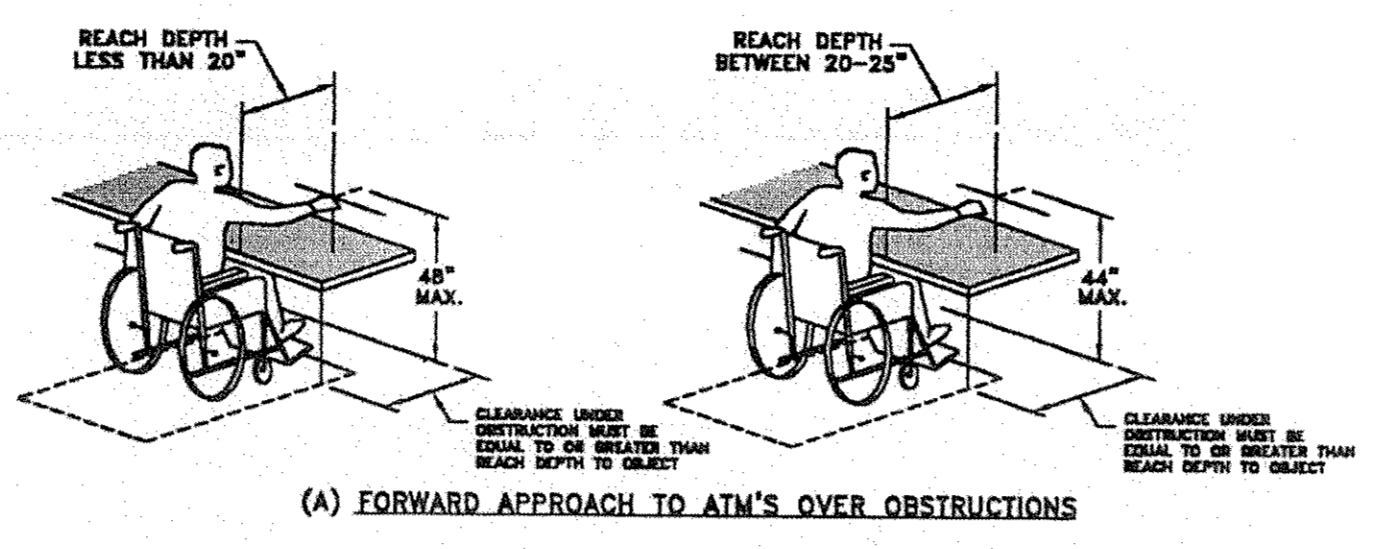 REACH DEPTH
LESS THAN 20"
REACH DEPTH
BETWEEN 20-25"
48"
MAX.
44"
MAX.
CLEARANCE UNDER
OBSTRUCTION MUST BE
EQUAL TO OR GREATER THAN
REACH DEPTH TO OBJECT
CLEARANCE UNDER
OBSTRUCTION MUST BE
EQUAL TO OR GREATER THAN
REACH DEPTH TO OBJECT
(A) FORWARD APPROACH TO ATM'S OVER OBSTRUCTIONS